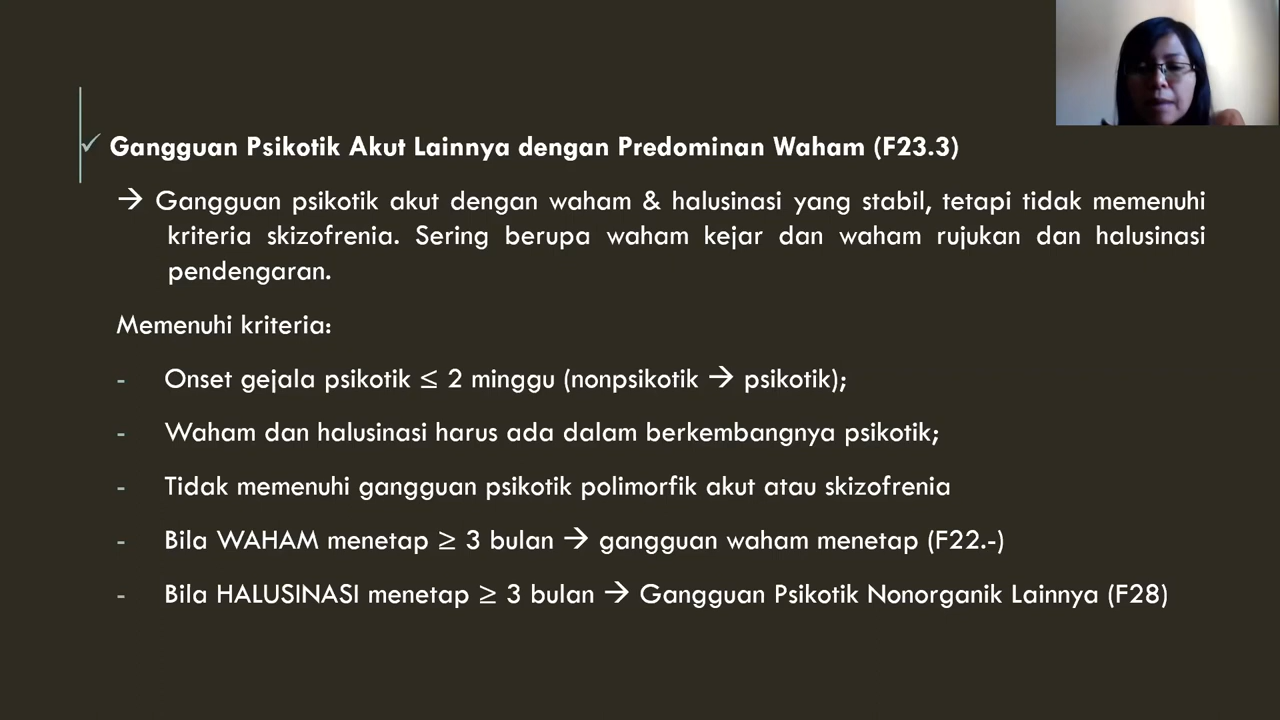 ✓ Gangguan Psikotik Akut Lainnya dengan Predominan Waham (F23.3)
→ Gangguan psikotik akut dengan waham & halusinasi yang stabil, tetapi tidak memenuhi
kriteria skizofrenia. Sering berupa waham kejar dan waham rujukan dan halusinasi
pendengaran.
Memenuhi kriteria:
- Onset gejala psikotik ≤ 2 minggu (nonpsikotik → psikotik);
- Waham dan halusinasi harus ada dalam berkembangnya psikotik;
- Tidak memenuhi gangguan psikotik polimorfik akut atau skizofrenia
- Bila WAHAM menetap ≥ 3 bulan → gangguan waham menetap (F22.-)
- Bila HALUSINASI menetap ≥ 3 bulan → Gangguan Psikotik Nonorganik Lainnya (F28)